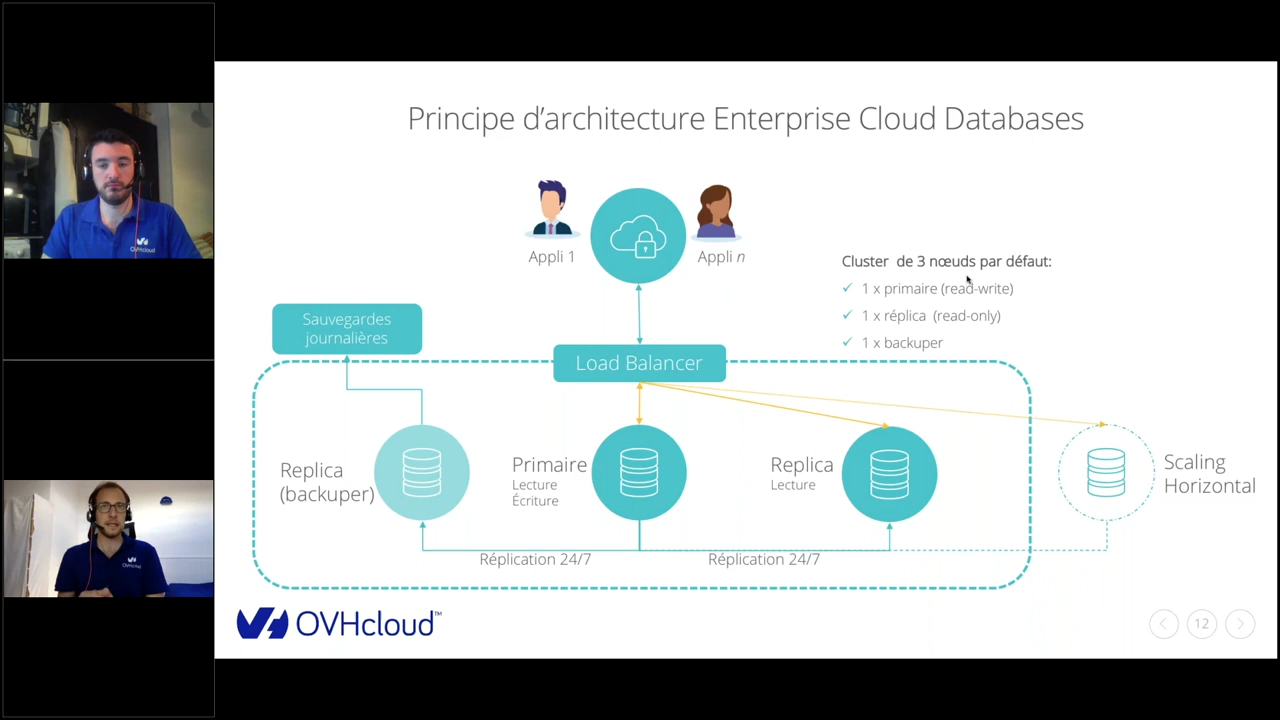 Principe d'architecture Enterprise Cloud Databases
Appli 1
Appli n
Cluster de 3 nœuds par défaut:
1 x primaire (read-write)
1 x réplica (read-only)
1 x backuper
Sauvegardes
journalières
Load Balancer
Replica
(backuper)
Primaire
Lecture
Écriture
Replica
Lecture
Scaling
Horizontal
Réplication 24/7
Réplication 24/7
OVHcloud™
12
OVHcloud
OVHcloud